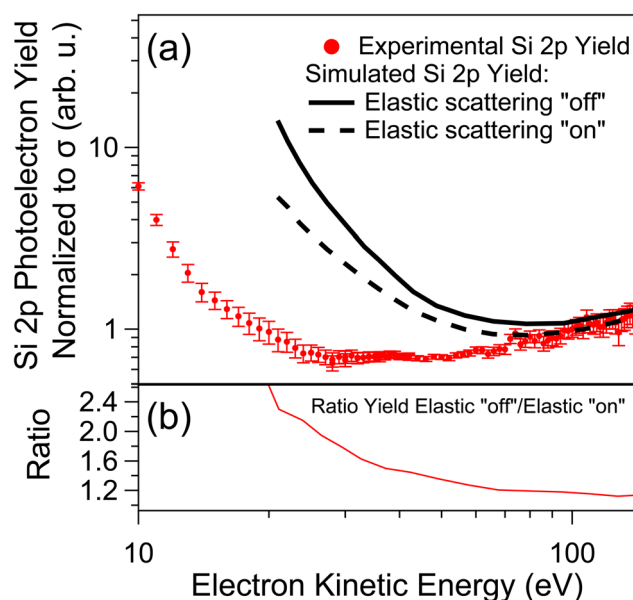 (a)
Experimental Si 2p Yield
Simulated Si 2p Yield:
Elastic scattering "off"
Elastic scattering "on"
Si 2p Photoelectron Yield
Normalized to σ (arb. u.)
10
1
(b)
Ratio Yield Elastic "off"/Elastic "on"
Ratio
2.4
2.0
1.6
1.2
10
100
Electron Kinetic Energy (eV)